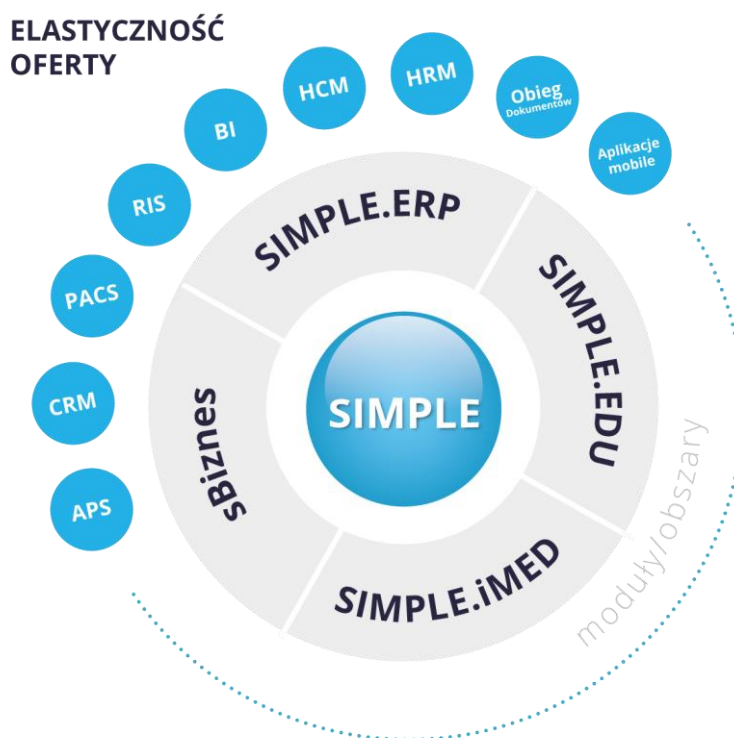 ELASTYCZNOŚĆ
OFERTY
APS
CRM
PACS
RIS
BI
HCM
HRM
Obieg
Dokumentów
Aplikacje
mobile
SIMPLE.ERP
SIMPLE.EDU
SIMPLE.iMED
sBiznes
SIMPLE
moduły/obszary